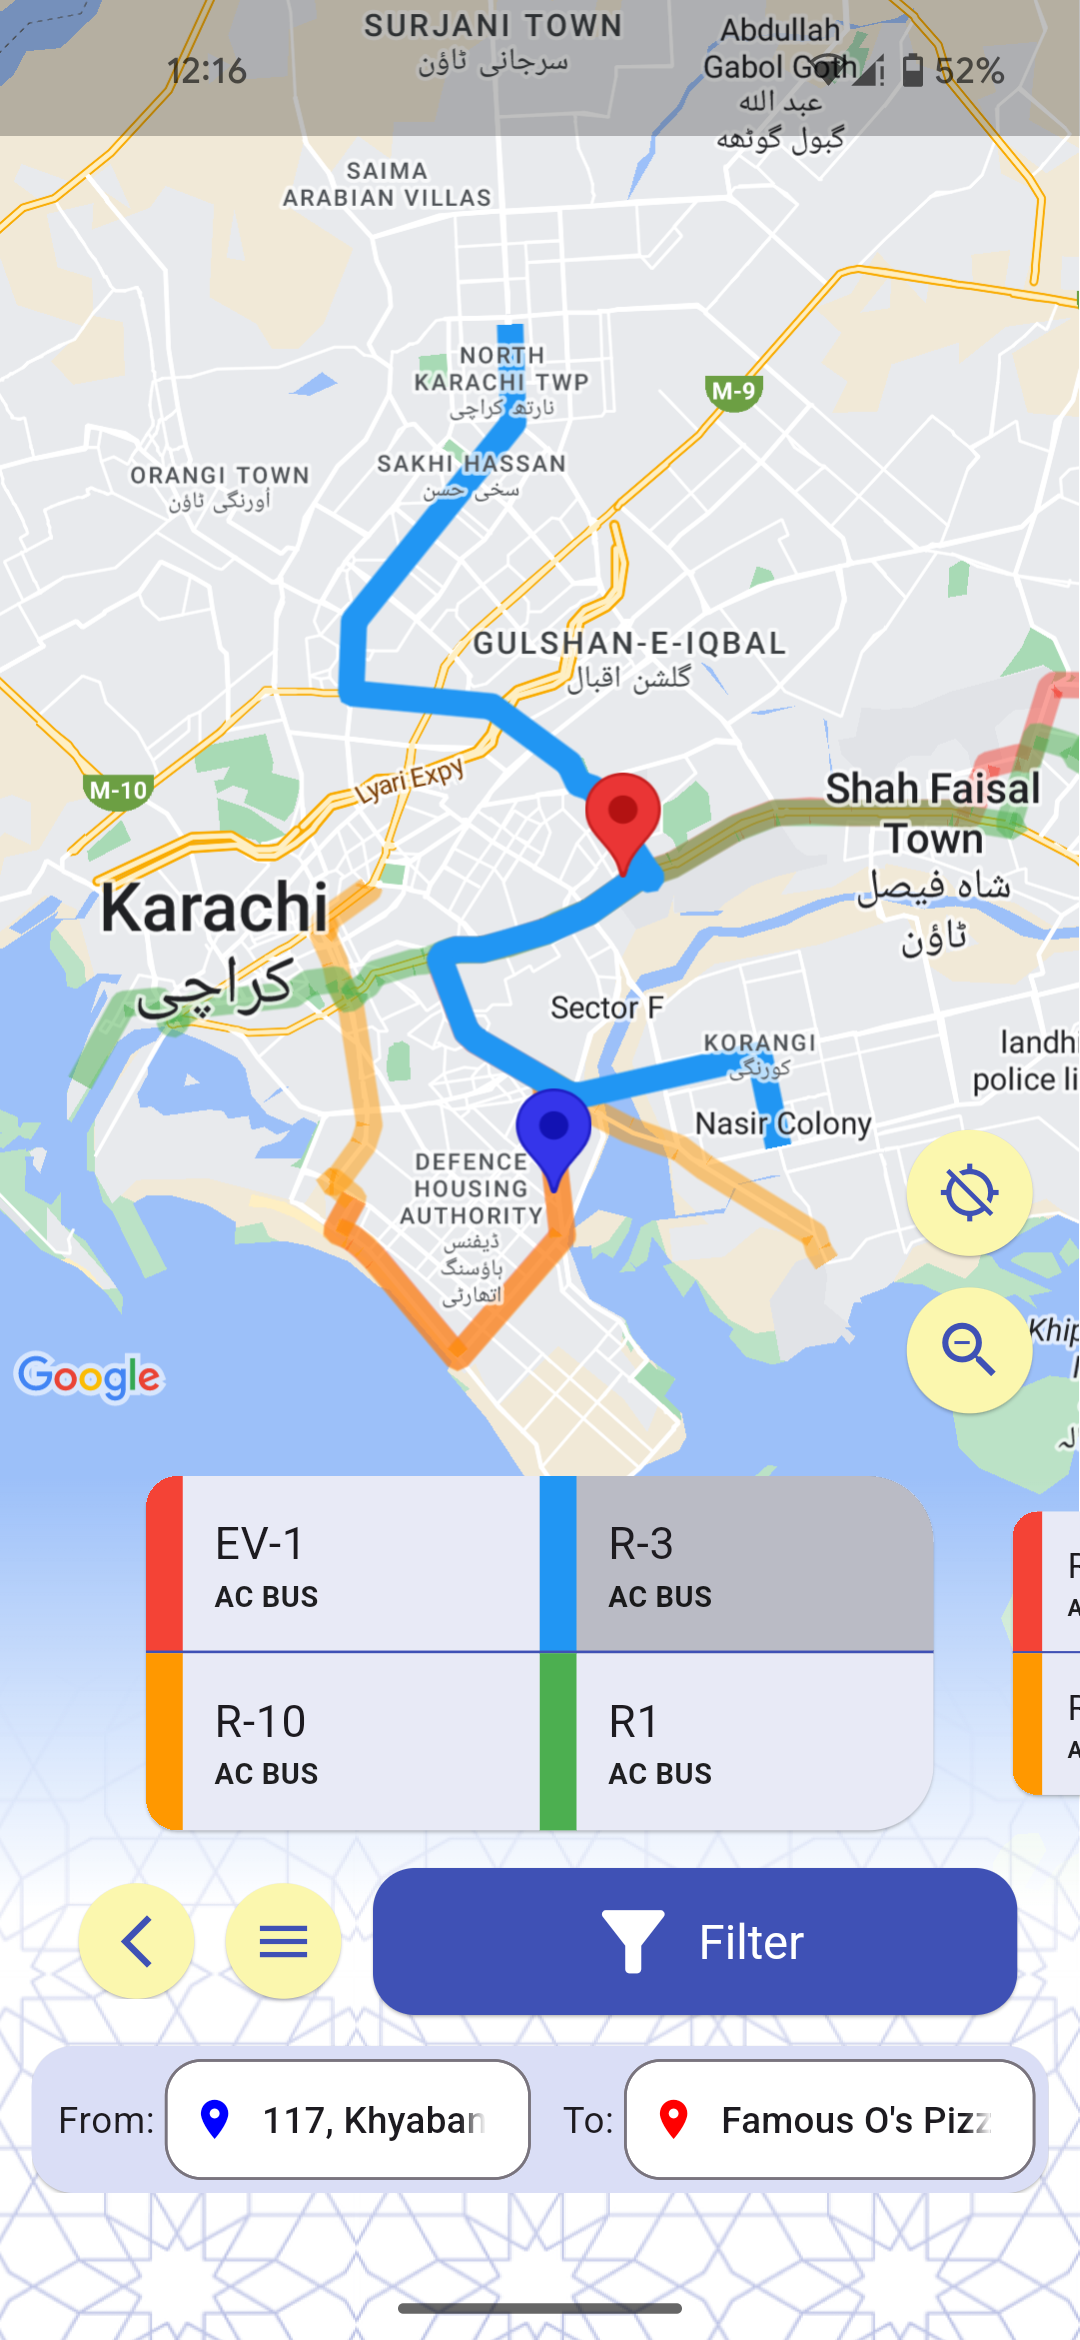 SURJANI TOWN
سرجانی ٹاؤن
Abdullah
Gabol Goth
عبد الله
گبول گوٹھه
12:16
52%
SAIMA
ARABIAN VILLAS
NORTH
KARACHI TWP
نارتھ کراچی
M-9
SAKHI HASSAN
سخی حسن
ORANGI TOWN
اورنگی ٹاؤن
GULSHAN-E-IQBAL
گلشن اقبال
Lyari Expy
M-10
Shah Faisal
Town
شاه فیصل
ٹاؤن
Karachi
کراچی
Sector F
KORANGI
کورنگی
landhi
police li
Nasir Colony
DEFENCE
HOUSING
AUTHORITY
ڈیفنس
ہاؤسنگ
اتھارٹی
Khip
Google
EV-1
AC BUS
R-3
AC BUS
R-10
AC BUS
R1
AC BUS
Filter
From:
117, Khyaban
To:
Famous O's Pizz